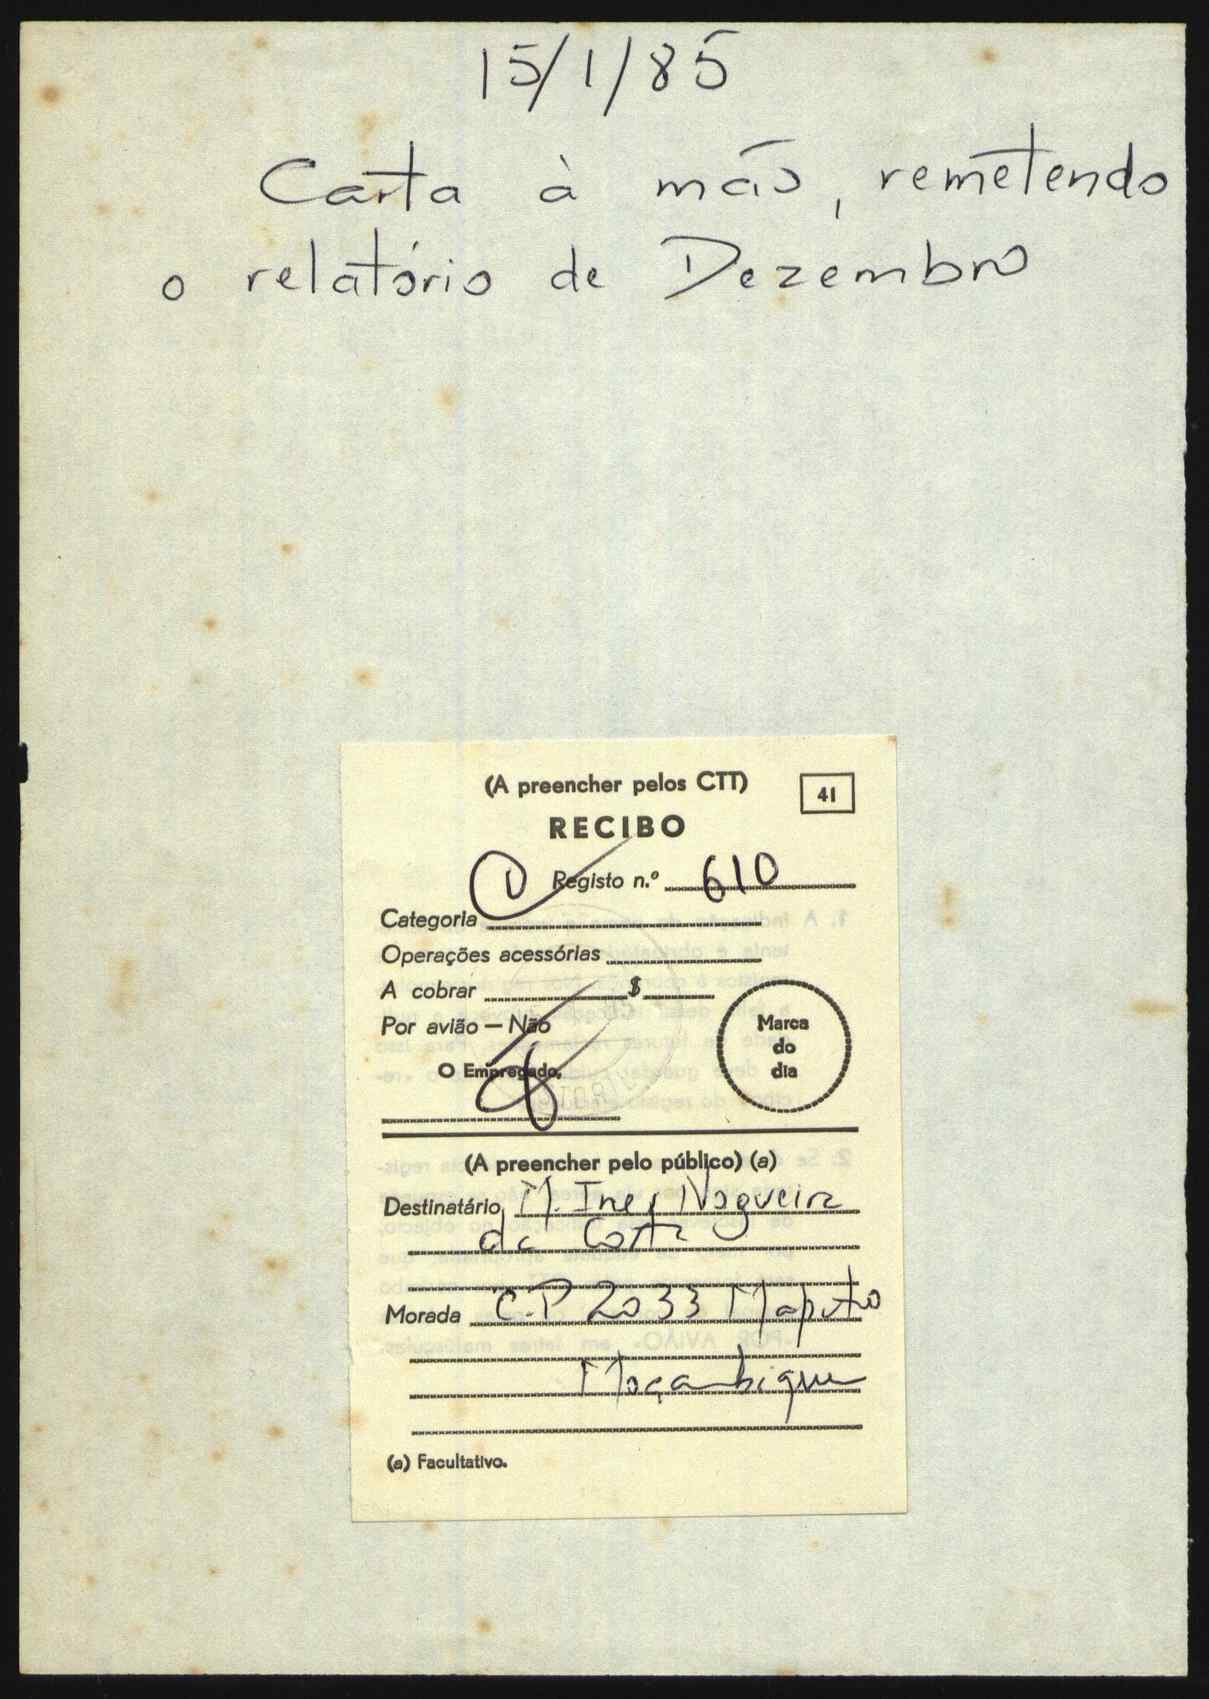 15/1/85
Carta à mão, remetendo
o relatório de Dezembro
(A preencher pelos CTT)
41
RECIBO
Registo n.º 610
Categoria
Operações acessórias
A cobrar $
Por avião — Não
Marca
do
dia
O Empregado,
(A preencher pelo público) (a)
Destinatário M. Ines Nogueira
da Costa
Morada C.P 2033 Maputo
Moçambique
(a) Facultativo.